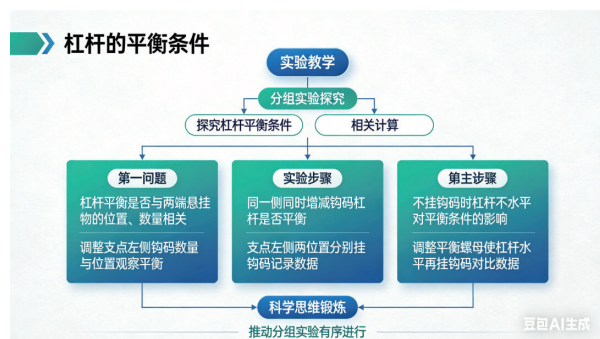 杠杆的平衡条件
实验教学
分组实验探究
探究杠杆平衡条件
相关计算
第一问题
杠杆平衡是否与两端悬挂
物的位置、数量相关
调整支点左侧钩码数量
与位置观察平衡
实验步骤
同一侧同时增减钩码杠
杆是否平衡
支点左侧两位置分别挂
钩码记录数据
第主步骤
不挂钩码时杠杆不水平
对平衡条件的影响
调整平衡螺母使杠杆水
平再挂钩码对比数据
科学思维锻炼
推动分组实验有序进行
豆包AI生成